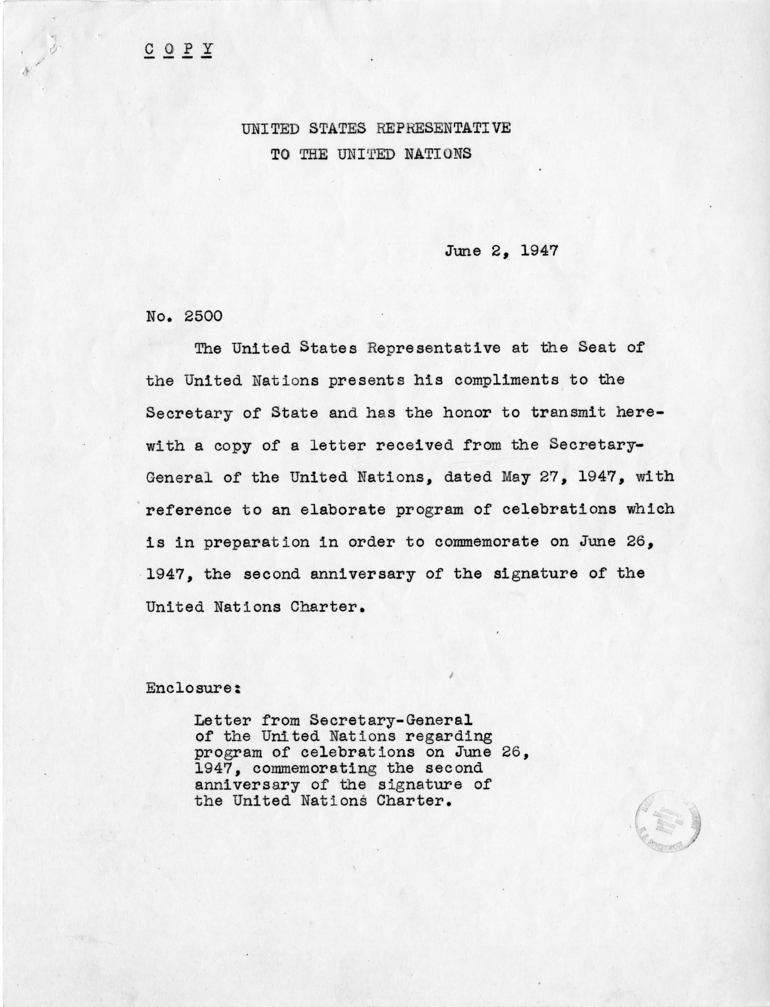 C O P Y
UNITED STATES REPRESENTATIVE
TO THE UNITED NATIONS
June 2, 1947
No. 2500
The United States Representative at the Seat of
the United Nations presents his compliments to the
Secretary of State and has the honor to transmit here-
with a copy of a letter received from the Secretary-
General of the United Nations, dated May 27, 1947, with
reference to an elaborate program of celebrations which
is in preparation in order to commemorate on June 26,
1947, the second anniversary of the signature of the
United Nations Charter.
Enclosure:
Letter from Secretary-General
of the United Nations regarding
program of celebrations on June 26,
1947, commemorating the second
anniversary of the signature of
the United Nations Charter.